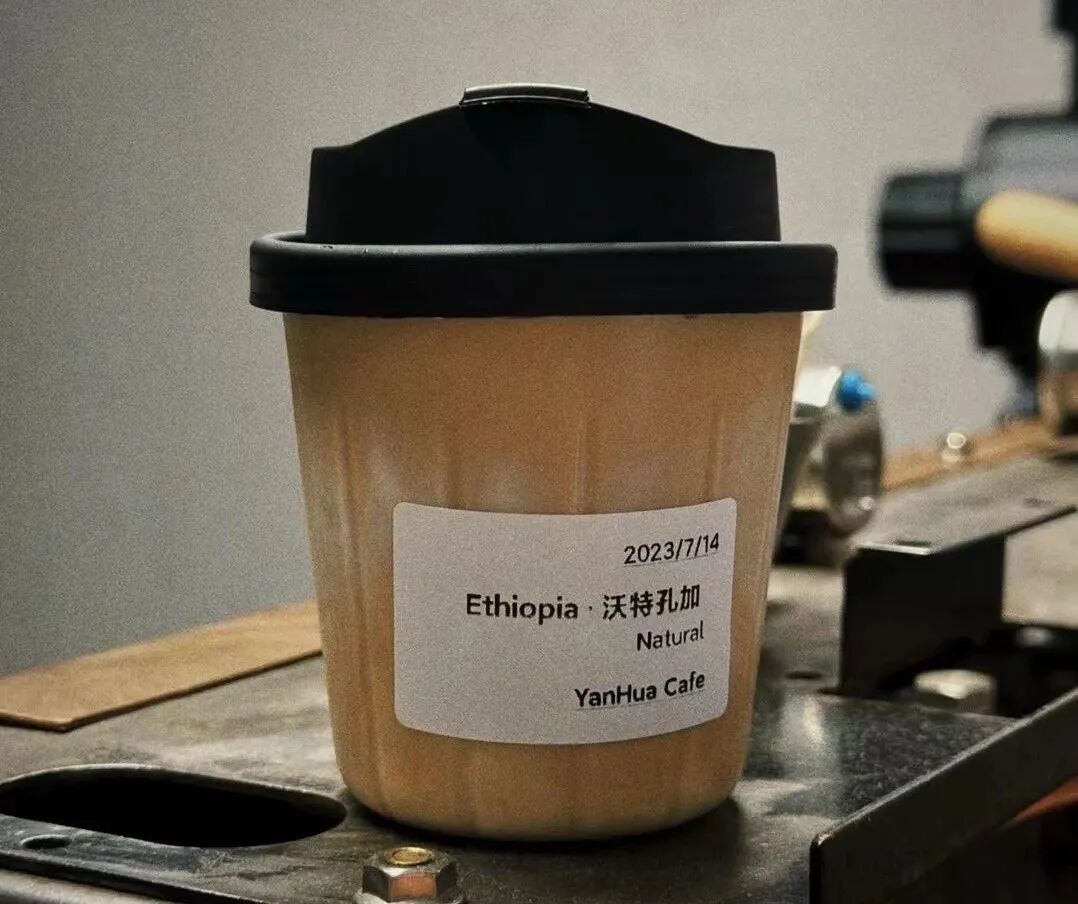 2023/7/14
Ethiopia · 沃特孔加
Natural
YanHua Cafe